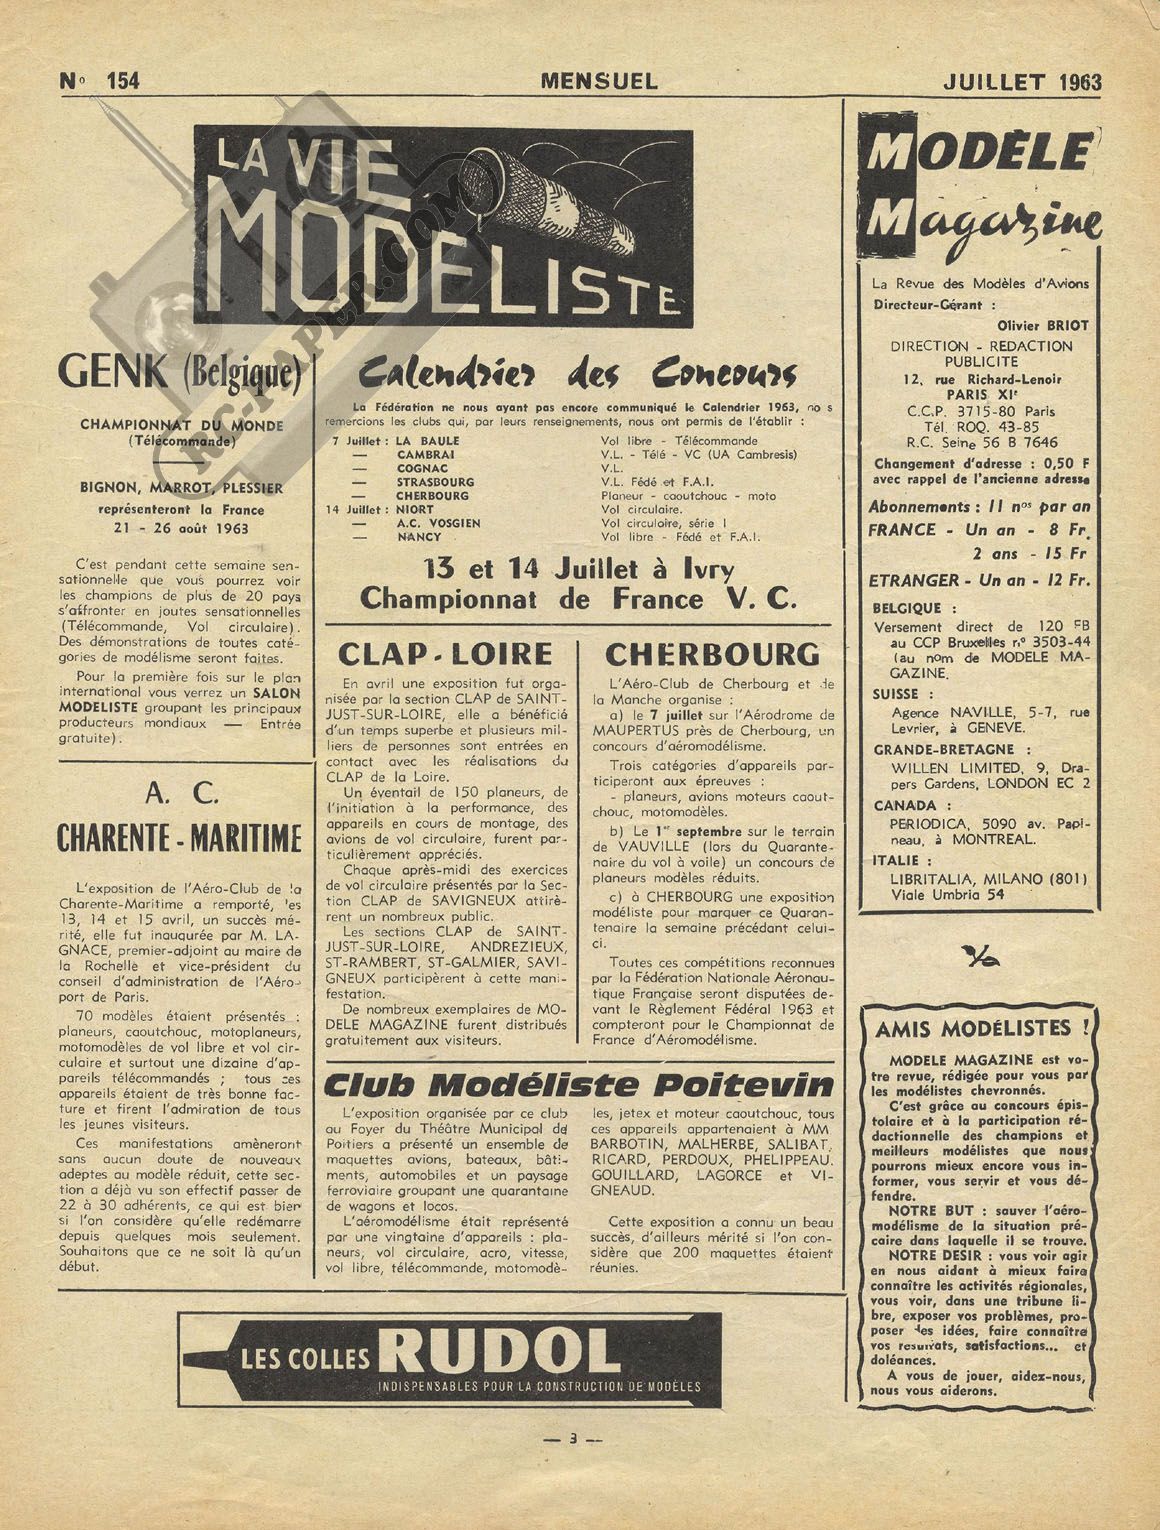 N° 154 MENSUEL JUILLET 1963
LA VIE
MODELISTE
RC-PAPER.COM
GENK (Belgique)
CHAMPIONNAT DU MONDE
(Télécommande)
BIGNON, MARROT, PLESSIER
représenteront la France
21 - 26 août 1963
C'est pendant cette semaine sen-
sationnelle que vous pourrez voir
les champions de plus de 20 pays
s'affronter en joutes sensationnelles
(Télécommande, Vol circulaire).
Des démonstrations de toutes caté-
gories de modélisme seront faites.
Pour la première fois sur le plan
international vous verrez un SALON
MODELISTE groupant les principaux
producteurs mondiaux — Entrée
gratuite).
A. C.
CHARENTE - MARITIME
L'exposition de l'Aéro-Club de la
Charente-Maritime a remporté, les
13, 14 et 15 avril, un succès mé-
rité, elle fut inaugurée par M. LA-
GNACE, premier-adjoint au maire de
la Rochelle et vice-président du
conseil d'administration de l'Aéro-
port de Paris.
70 modèles étaient présentés :
planeurs, caoutchouc, motoplaneurs,
motomodèles de vol libre et vol cir-
culaire et surtout une dizaine d'ap-
pareils télécommandés ; tous ces
appareils étaient de très bonne fac-
ture et firent l'admiration de tous
les jeunes visiteurs.
Ces manifestations amèneront
sans aucun doute de nouveaux
adeptes au modèle réduit, cette sec-
tion a déjà vu son effectif passer de
22 à 30 adhérents, ce qui est bien
si l'on considère qu'elle redémarre
depuis quelques mois seulement.
Souhaitons que ce ne soit là qu'un
début.
Calendrier des Concours
La Fédération ne nous ayant pas encore communiqué le Calendrier 1963, nous
remercions les clubs qui, par leurs renseignements, nous ont permis de l'établir :
7 Juillet : LA BAULE Vol libre - Télécommande
— CAMBRAI V.L. - Télé - VC (UA Cambresis)
— COGNAC V.L.
— STRASBOURG V.L. Fédé et F.A.I.
— CHERBOURG Planeur - caoutchouc - moto
14 Juillet : NIORT Vol circulaire.
— A.C. VOSGIEN Vol circulaire, série I
— NANCY Vol libre - Fédé et F.A.I.
13 et 14 Juillet à Ivry
Championnat de France V. C.
CLAP - LOIRE
En avril une exposition fut orga-
nisée par la section CLAP de SAINT-
JUST-SUR-LOIRE, elle a bénéficié
d'un temps superbe et plusieurs mil-
liers de personnes sont entrées en
contact avec les réalisations du
CLAP de la Loire.
Un éventail de 150 planeurs, de
l'initiation à la performance, des
appareils en cours de montage, des
avions de vol circulaire, furent par-
ticulièrement appréciés.
Chaque après-midi des exercices
de vol circulaire présentés par la Sec-
tion CLAP de SAVIGNEUX attirè-
rent un nombreux public.
Les sections CLAP de SAINT-
JUST-SUR-LOIRE, ANDREZIEUX,
ST-RAMBERT, ST-GALMIER, SAVI-
GNEUX participèrent à cette mani-
festation.
De nombreux exemplaires de MO-
DELE MAGAZINE furent distribués
gratuitement aux visiteurs.
CHERBOURG
L'Aéro-Club de Cherbourg et de
la Manche organise :
a) le 7 juillet sur l'Aérodrome de
MAUPERTUS près de Cherbourg, un
concours d'aéromodélisme.
Trois catégories d'appareils par-
ticiperont aux épreuves :
- planeurs, avions moteurs caout-
chouc, motomodèles.
b) Le 1er septembre sur le terrain
de VAUVILLE (lors du Quarante-
naire du vol à voile) un concours de
planeurs modèles réduits.
c) à CHERBOURG une exposition
modéliste pour marquer ce Quaran-
tenaire la semaine précédant celui-
ci.
Toutes ces compétitions reconnues
par la Fédération Nationale Aéronau-
tique Française seront disputées de-
vant le Règlement Fédéral 1963 et
compteront pour le Championnat de
France d'Aéromodélisme.
Club Modéliste Poitevin
L'exposition organisée par ce club
au Foyer du Théâtre Municipal de
Poitiers a présenté un ensemble de
maquettes avions, bateaux, bâti-
ments, automobiles et un paysage
ferroviaire groupant une quarantaine
de wagons et locos.
L'aéromodélisme était représenté
par une vingtaine d'appareils : pla-
neurs, vol circulaire, acro, vitesse,
vol libre, télécommande, motomodè-
les, jetex et moteur caoutchouc, tous
ces appareils appartenaient à MM
BARBOTIN, MALHERBE, SALIBAT,
RICARD, PERDOUX, PHELIPPEAU,
GOUILLARD, LAGORCE et VI-
GNEAUD.
Cette exposition a connu un beau
succès, d'ailleurs mérité si l'on con-
sidère que 200 maquettes étaient
réunies.
LES COLLES RUDOL
INDISPENSABLES POUR LA CONSTRUCTION DE MODÈLES
MODÈLE
Magazine
La Revue des Modèles d'Avions
Directeur-Gérant :
Olivier BRIOT
DIRECTION - REDACTION
PUBLICITE
12, rue Richard-Lenoir
PARIS XIe
C.C.P. 3715-80 Paris
Tél. ROQ. 43-85
R.C. Seine 56 B 7646
Changement d'adresse : 0,50 F
avec rappel de l'ancienne adresse
Abonnements : 11 nos par an
FRANCE - Un an - 8 Fr.
2 ans - 15 Fr
ETRANGER - Un an - 12 Fr.
BELGIQUE :
Versement direct de 120 FB
au CCP Bruxelles n° 3503-44
(au nom de MODELE MA-
GAZINE.
SUISSE :
Agence NAVILLE, 5-7, rue
Levrier, à GENEVE.
GRANDE-BRETAGNE :
WILLEN LIMITED, 9, Dra-
pers Gardens, LONDON EC 2
CANADA :
PERIODICA, 5090 av. Papi-
neau, à MONTREAL.
ITALIE :
LIBRITALIA, MILANO (801)
Viale Umbria 54
AMIS MODÉLISTES !
MODELE MAGAZINE est vo-
tre revue, rédigée pour vous par
les modélistes chevronnés.
C'est grâce au concours épis-
tolaire et à la participation ré-
dactionnelle des champions et
meilleurs modélistes que nous
pourrons mieux encore vous in-
former, vous servir et vous dé-
fendre.
NOTRE BUT : sauver l'aéro-
modélisme de la situation pré-
caire dans laquelle il se trouve.
NOTRE DESIR : vous voir agir
en nous aidant à mieux faire
connaître les activités régionales,
vous voir, dans une tribune li-
bre, exposer vos problèmes, pro-
poser des idées, faire connaître
vos résultats, satisfactions... et
doléances.
A vous de jouer, aidez-nous,
nous vous aiderons.
— 3 —